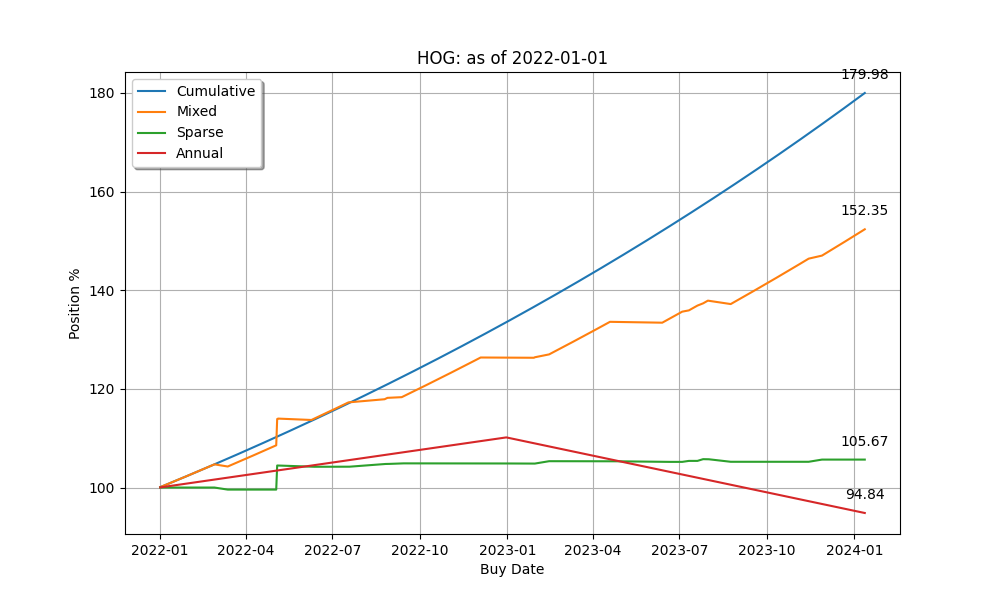 HOG: as of 2022-01-01
179.98
180
Cumulative
Mixed
Sparse
Annual
160
152.35
140
120
105.67
100
94.84
Position %
2022-01 2022-04 2022-07 2022-10 2023-01 2023-04 2023-07 2023-10 2024-01
Buy Date